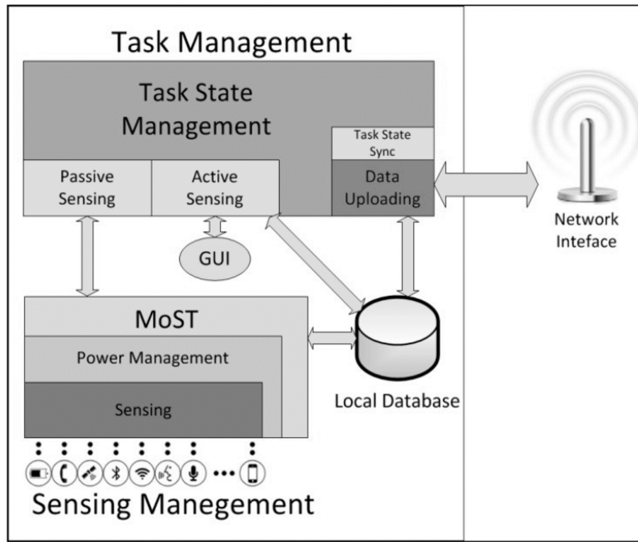 Task Management
Task State
Management
Task State
Sync
Passive
Sensing
Active
Sensing
Data
Uploading
Network
Inteface
GUI
MoST
Power Management
Sensing
Local Database
Sensing Manegement